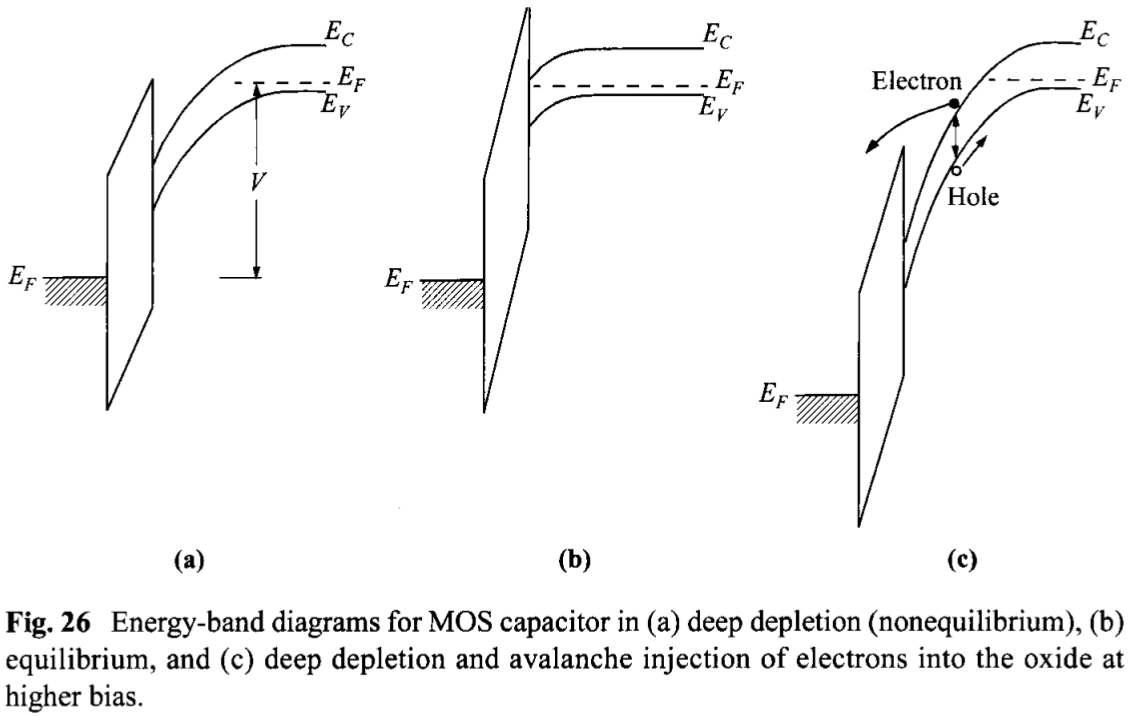 E_C
E_F
E_V
V
E_F
(a)
E_C
E_F
E_V
E_F
(b)
E_C
Electron
E_F
E_V
Hole
E_F
(c)
Fig. 26 Energy-band diagrams for MOS capacitor in (a) deep depletion (nonequilibrium), (b)
equilibrium, and (c) deep depletion and avalanche injection of electrons into the oxide at
higher bias.